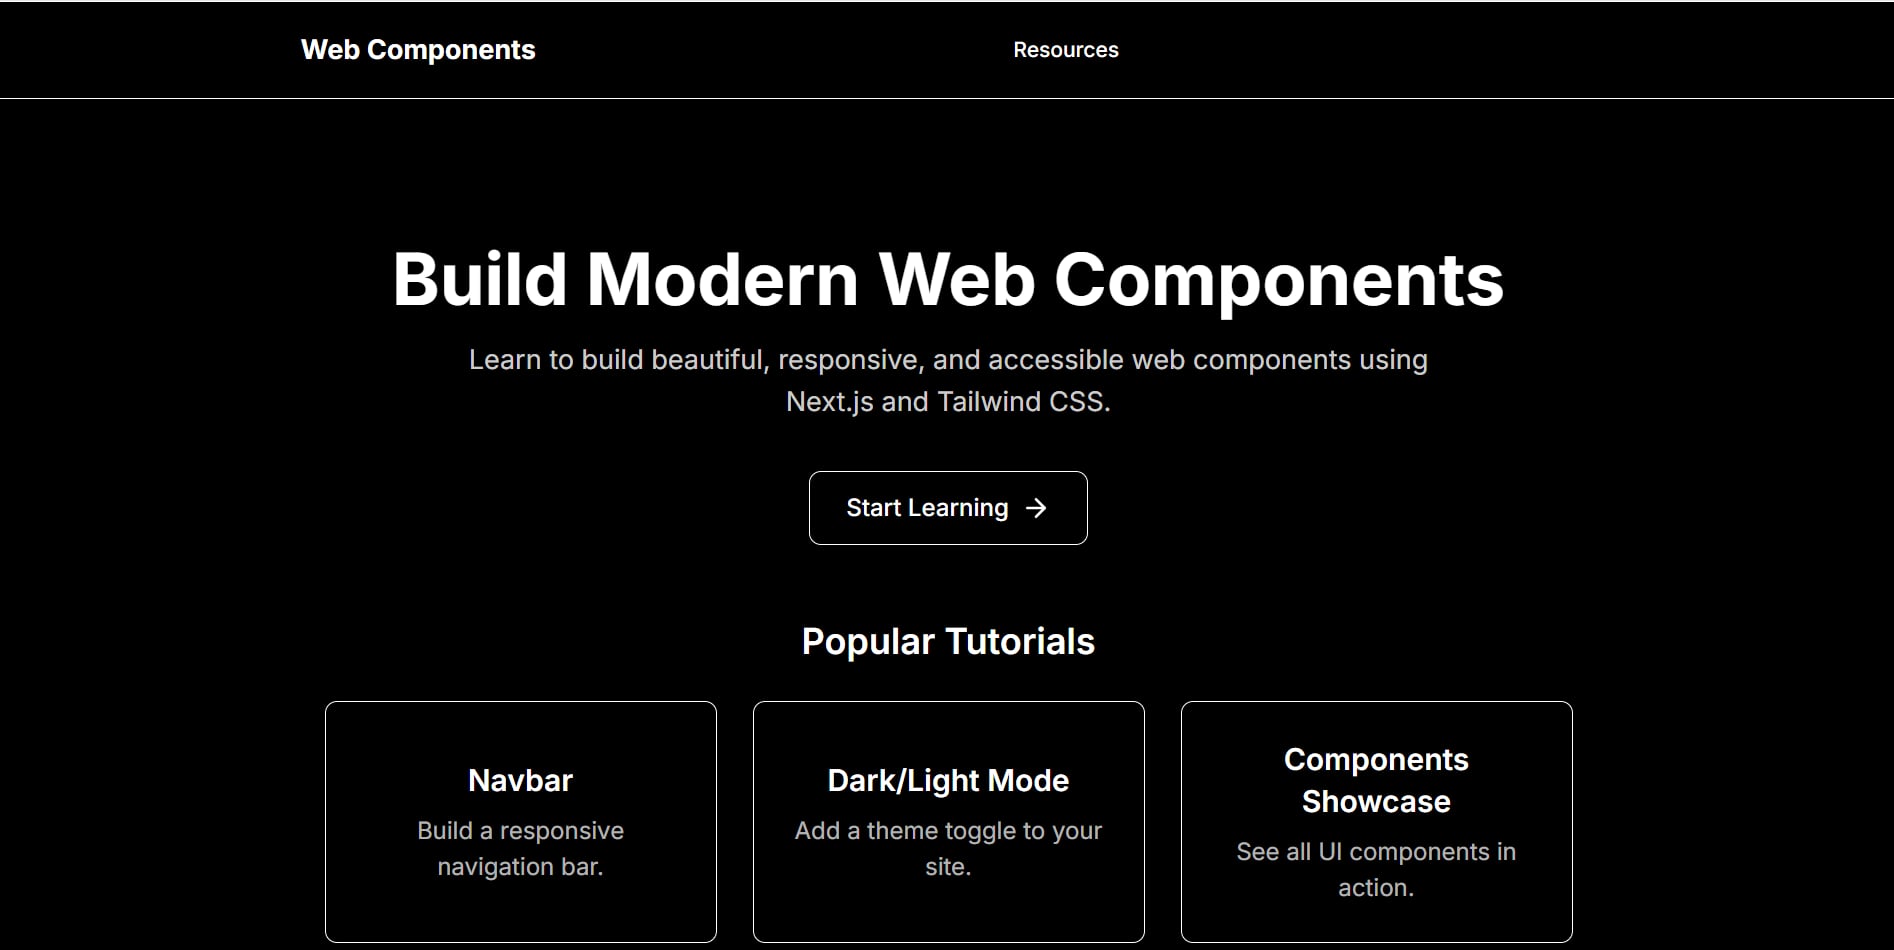 Web Components
Resources
Build Modern Web Components
Learn to build beautiful, responsive, and accessible web components using
Next.js and Tailwind CSS.
Start Learning →
Popular Tutorials
Navbar
Build a responsive
navigation bar.
Dark/Light Mode
Add a theme toggle to your
site.
Components
Showcase
See all UI components in
action.